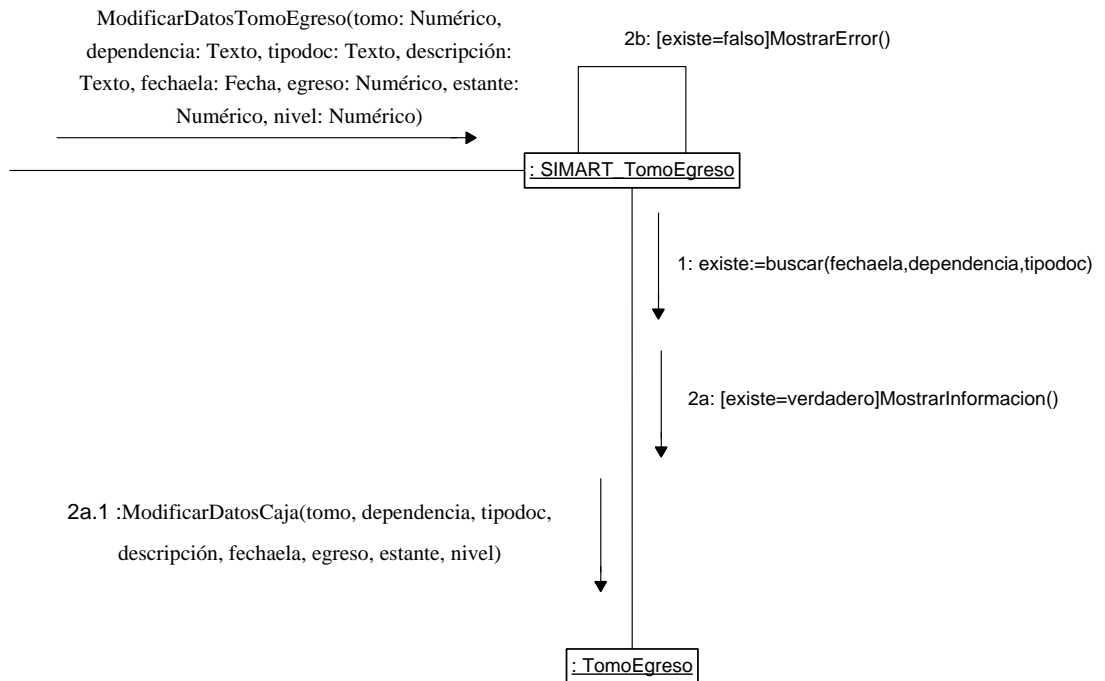 ModificarDatosTomoEgreso(tomo: Numérico,
dependencia: Texto, tipodoc: Texto, descripción:
Texto, fechaela: Fecha, egreso: Numérico, estante:
Numérico, nivel: Numérico)
2b: [existe=falso]MostrarError()
: SIMART_TomoEgreso
1: existe:=buscar(fechaela,dependencia,tipodoc)
2a: [existe=verdadero]MostrarInformacion()
2a.1 :ModificarDatosCaja(tomo, dependencia, tipodoc,
descripción, fechaela, egreso, estante, nivel)
: TomoEgreso